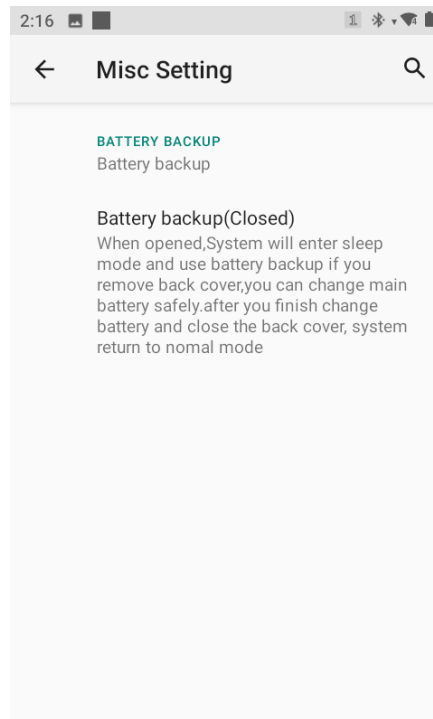 2:16 1
Misc Setting
BATTERY BACKUP
Battery backup
Battery backup(Closed)
When opened,System will enter sleep
mode and use battery backup if you
remove back cover,you can change main
battery safely.after you finish change
battery and close the back cover, system
return to nomal mode